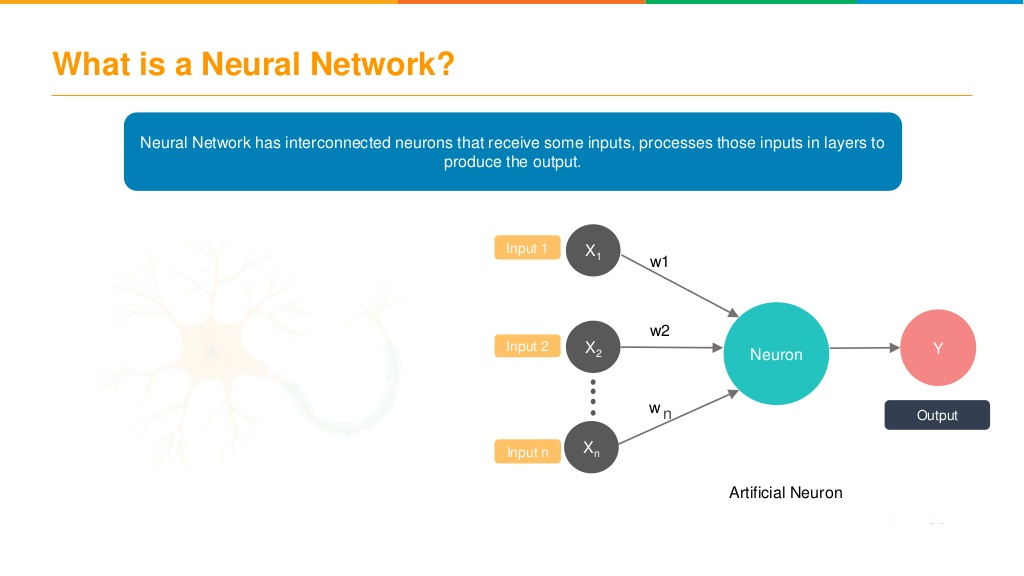 What is a Neural Network?
Neural Network has interconnected neurons that receive some inputs, processes those inputs in layers to
produce the output.
Input 1
X1
w1
Input 2
X2
w2
Neuron
Y
Input n
Xn
w n
Output
Artificial Neuron